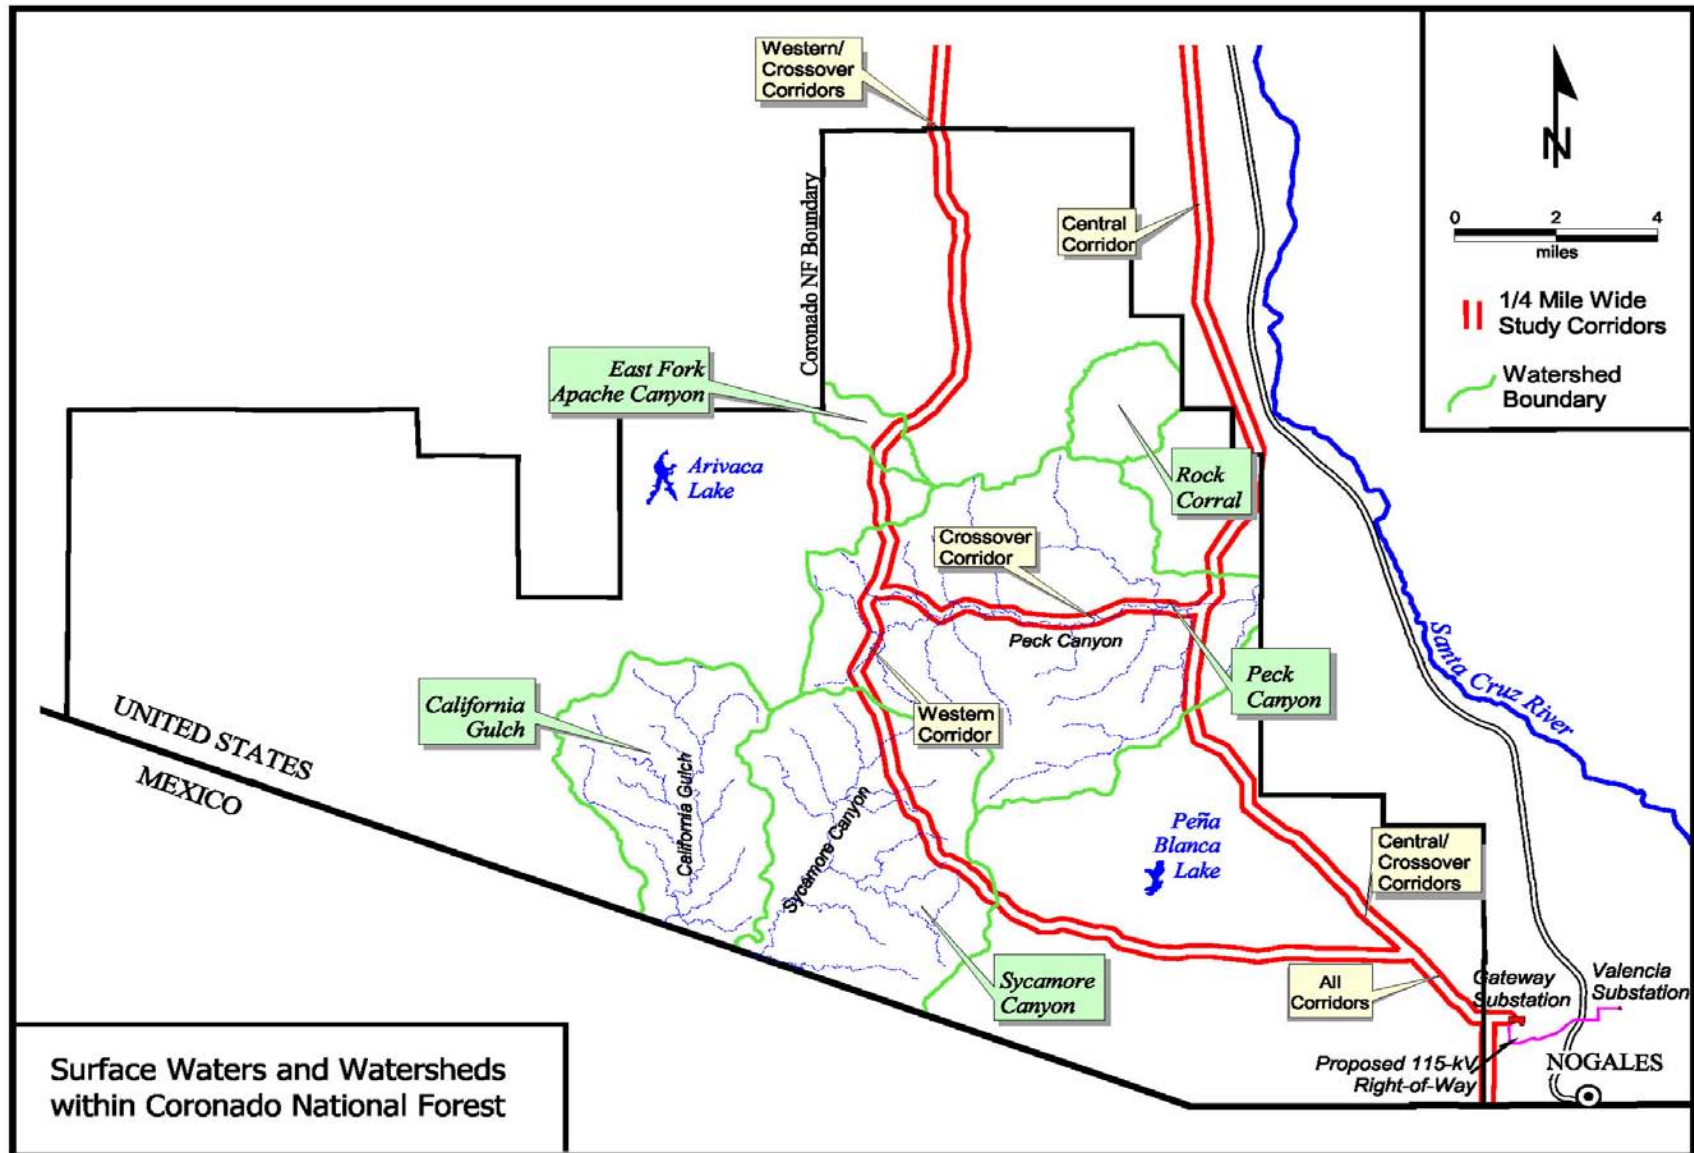 Western/
Crossover
Corridors
N
0 2 4
miles
1/4 Mile Wide
Study Corridors
Watershed
Boundary
Coronado NF Boundary
Central
Corridor
East Fork
Apache Canyon
Arivaca
Lake
Rock
Corral
Crossover
Corridor
Peck Canyon
Peck
Canyon
Santa Cruz River
California
Gulch
Western
Corridor
UNITED STATES
MEXICO
California Gulch
Sycamore Canyon
Peña
Blanca
Lake
Central/
Crossover
Corridors
Sycamore
Canyon
All
Corridors
Gateway
Substation
Valencia
Substation
Proposed 115-kV
Right-of-Way
NOGALES
Surface Waters and Watersheds
within Coronado National Forest